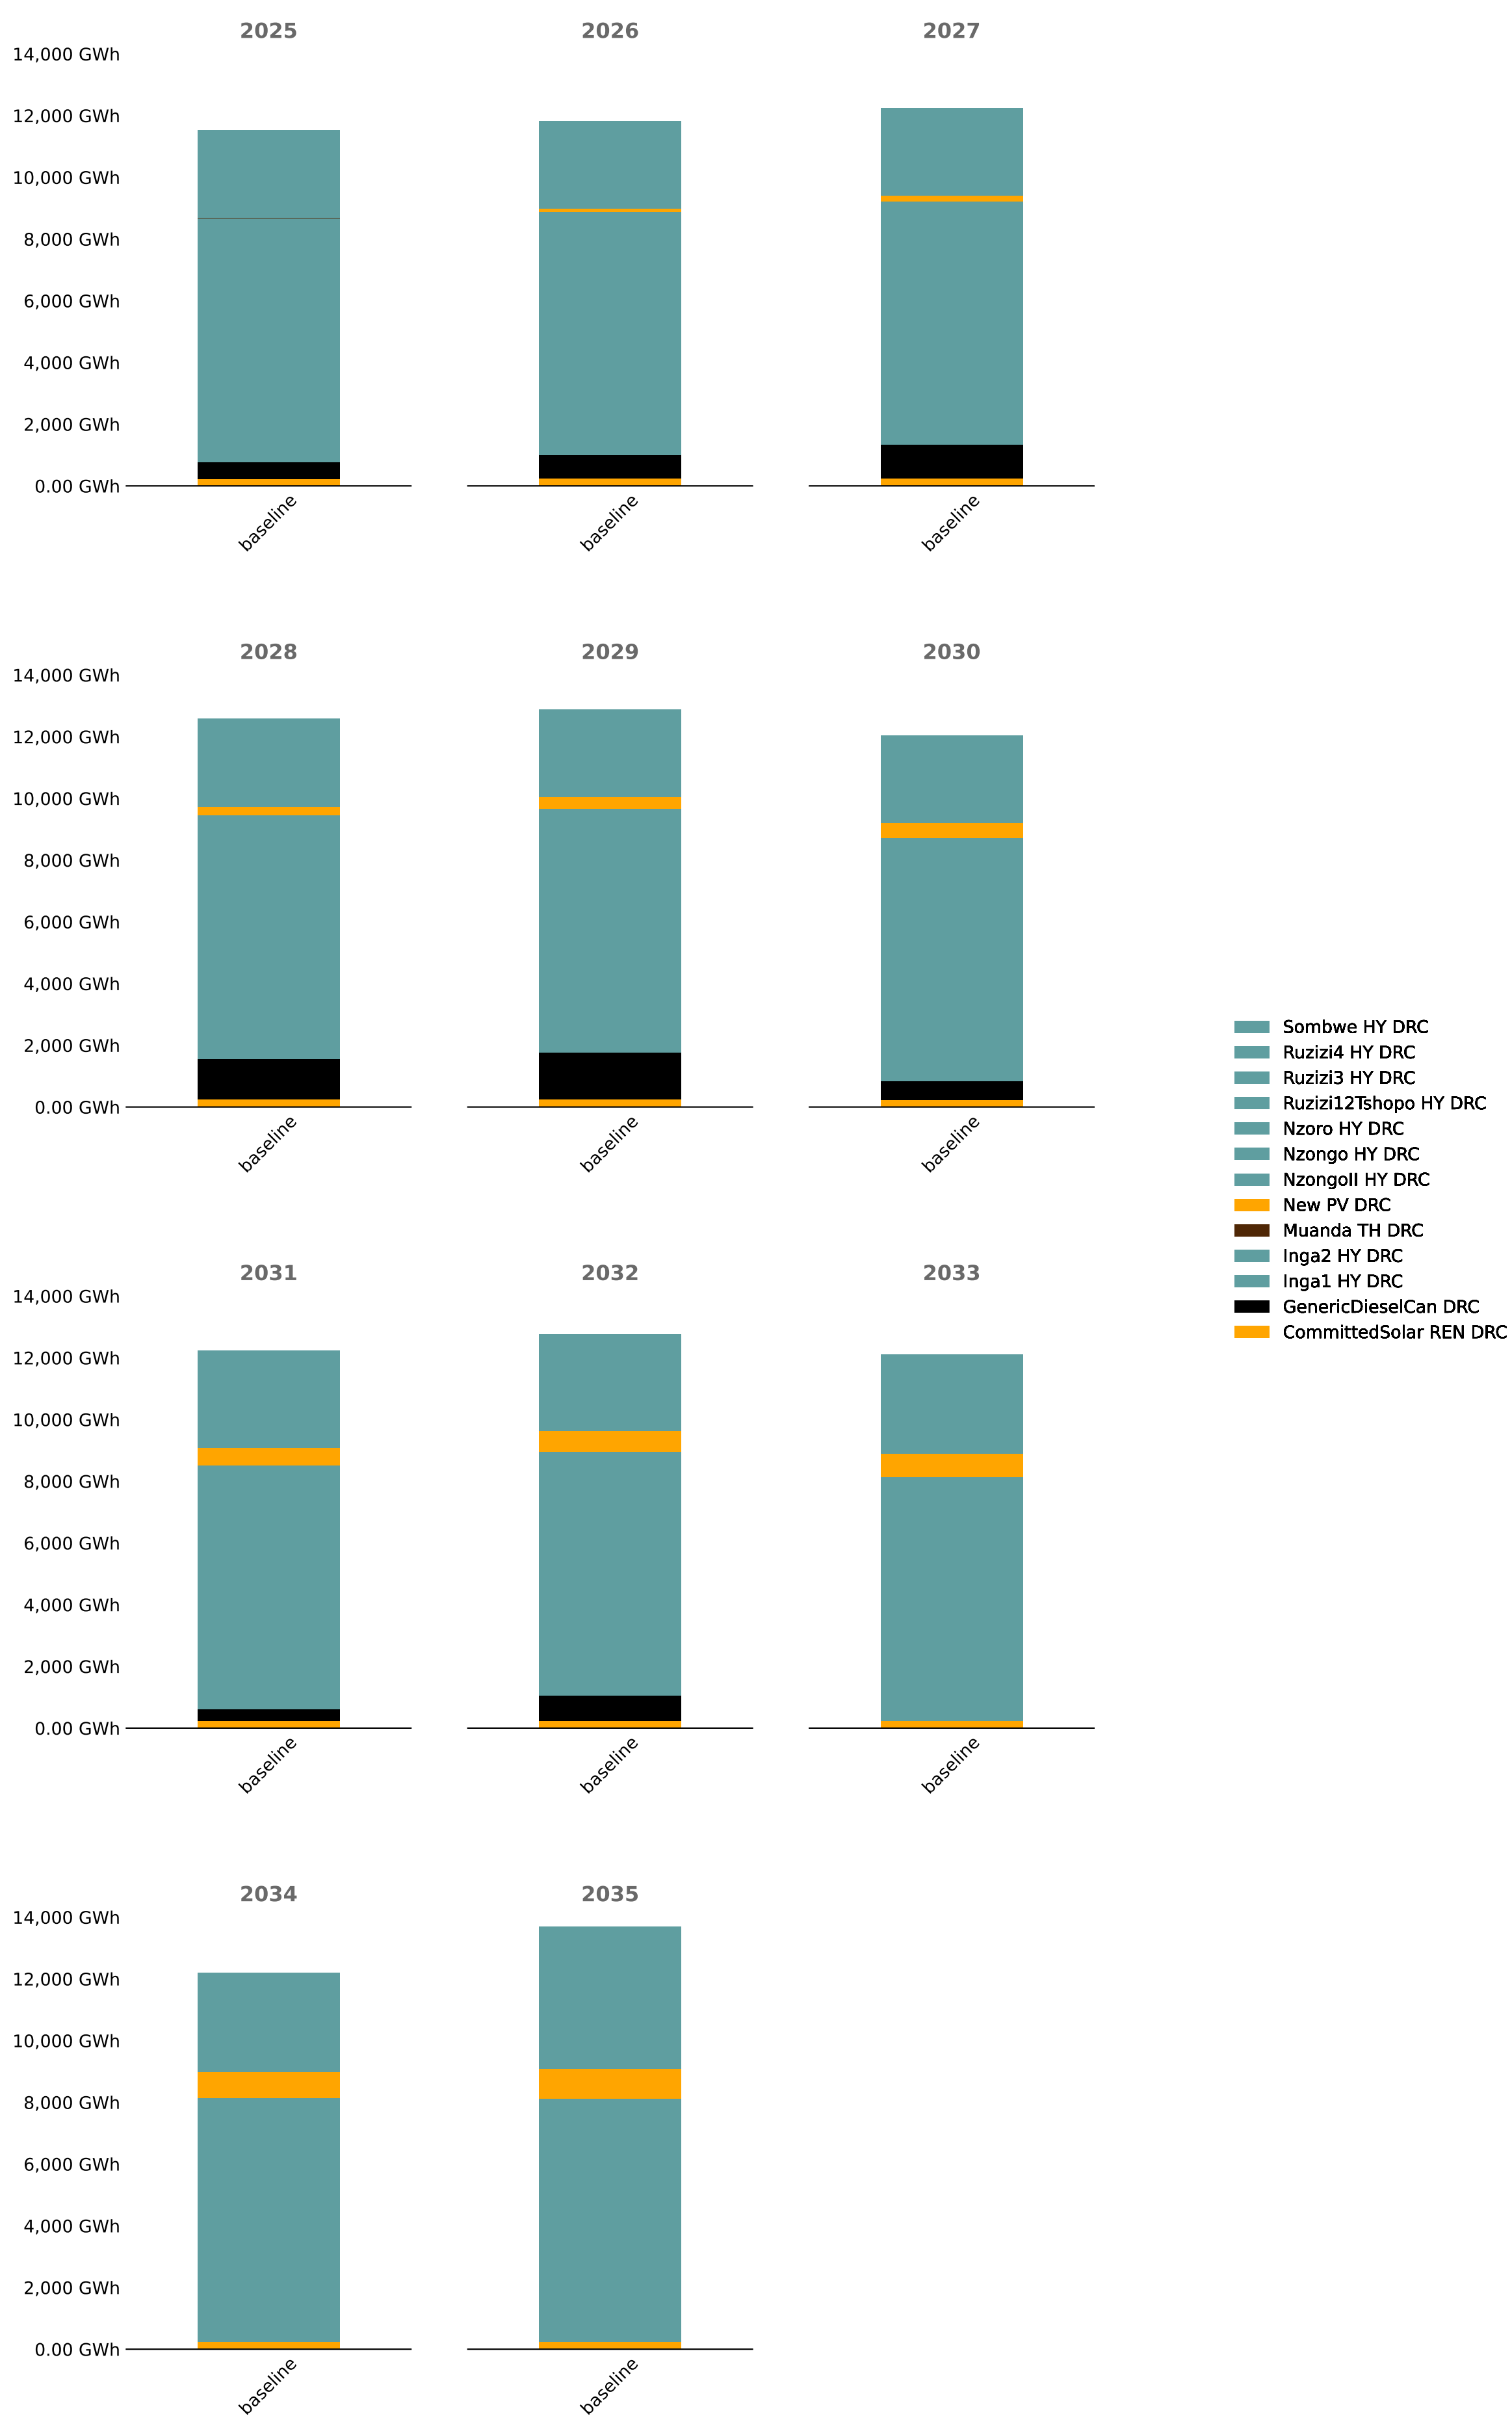 2025
2026
2027
14,000 GWh
12,000 GWh
10,000 GWh
8,000 GWh
6,000 GWh
4,000 GWh
2,000 GWh
0.00 GWh
baseline
baseline
baseline
2028
2029
2030
14,000 GWh
12,000 GWh
10,000 GWh
8,000 GWh
6,000 GWh
4,000 GWh
2,000 GWh
0.00 GWh
baseline
baseline
baseline
Sombwe HY DRC
Ruzizi4 HY DRC
Ruzizi3 HY DRC
Ruzizi12Tshopo HY DRC
Nzoro HY DRC
Nzongo HY DRC
NzongoII HY DRC
New PV DRC
Muanda TH DRC
Inga2 HY DRC
Inga1 HY DRC
GenericDieselCan DRC
CommittedSolar REN DRC
2031
2032
2033
14,000 GWh
12,000 GWh
10,000 GWh
8,000 GWh
6,000 GWh
4,000 GWh
2,000 GWh
0.00 GWh
baseline
baseline
baseline
2034
2035
14,000 GWh
12,000 GWh
10,000 GWh
8,000 GWh
6,000 GWh
4,000 GWh
2,000 GWh
0.00 GWh
baseline
baseline